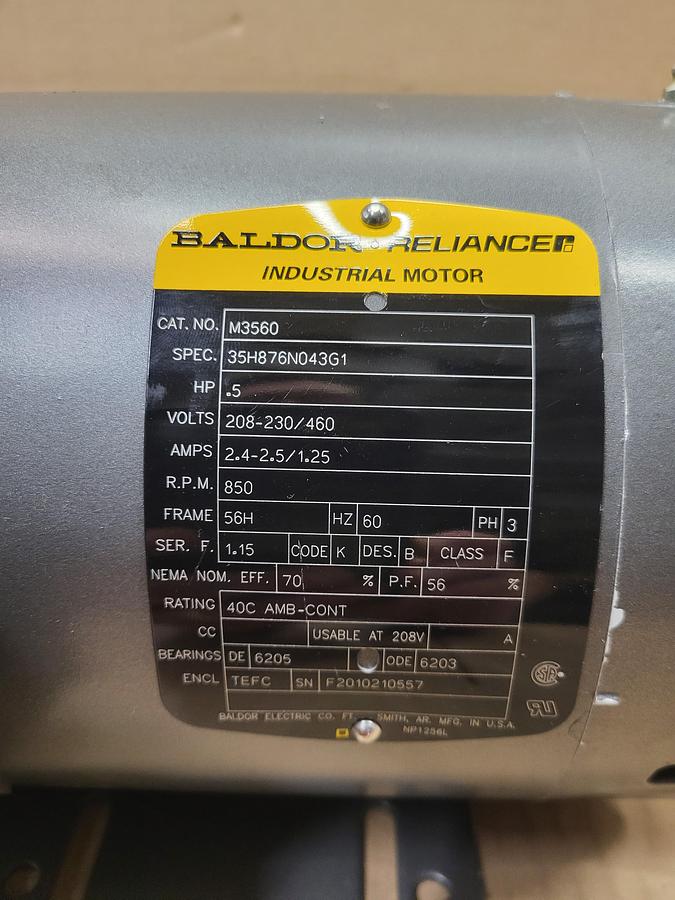 BALDOR · RELIANCE
INDUSTRIAL MOTOR
CAT. NO. M3560
SPEC. 35H876N043G1
HP .5
VOLTS 208-230/460
AMPS 2.4-2.5/1.25
R.P.M. 850
FRAME 56H HZ 60 PH 3
SER. F. 1.15 CODE K DES. B CLASS F
NEMA NOM. EFF. 70 % P.F. 56 %
RATING 40C AMB-CONT
CC USABLE AT 208V A
BEARINGS DE 6205 ODE 6203
ENCL TEFC SN F2010210557
BALDOR ELECTRIC CO. FT. SMITH, AR. MFG. IN U.S.A.
NP1256L